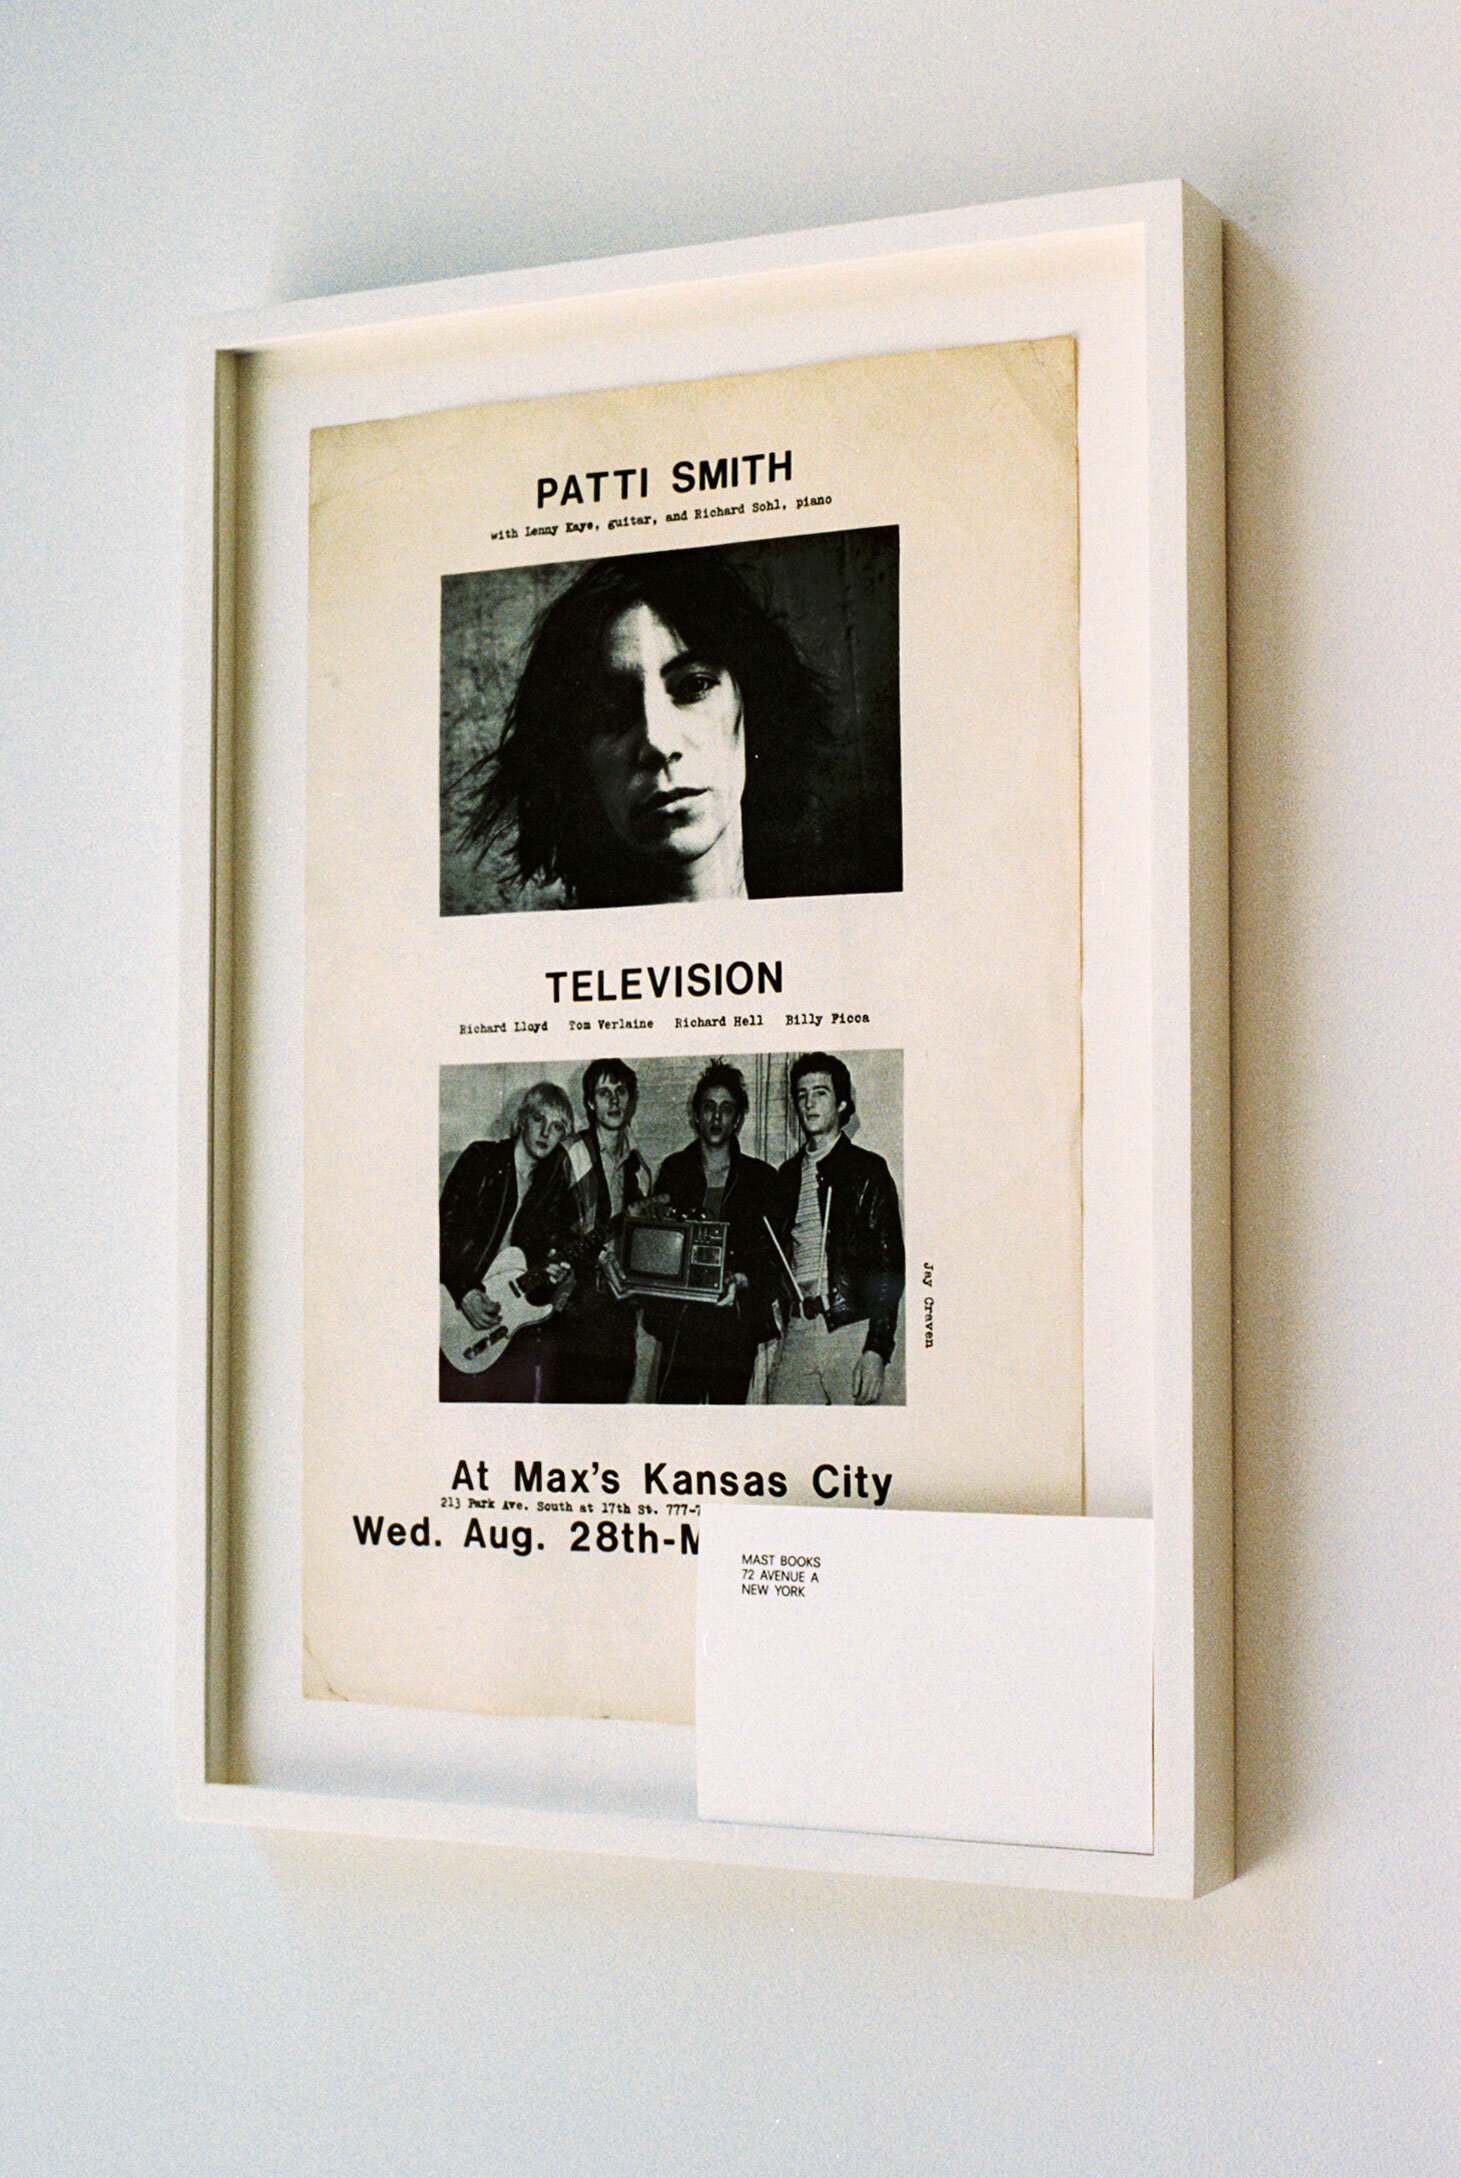 PATTI SMITH
with Lenny Kaye, guitar, and Richard Sohl, piano
TELEVISION
Richard Lloyd Tom Verlaine Richard Hell Billy Ficca
Jay Craven
At Max's Kansas City
213 Park Ave. South at 17th St. 777-
Wed. Aug. 28th-
MAST BOOKS
72 AVENUE A
NEW YORK